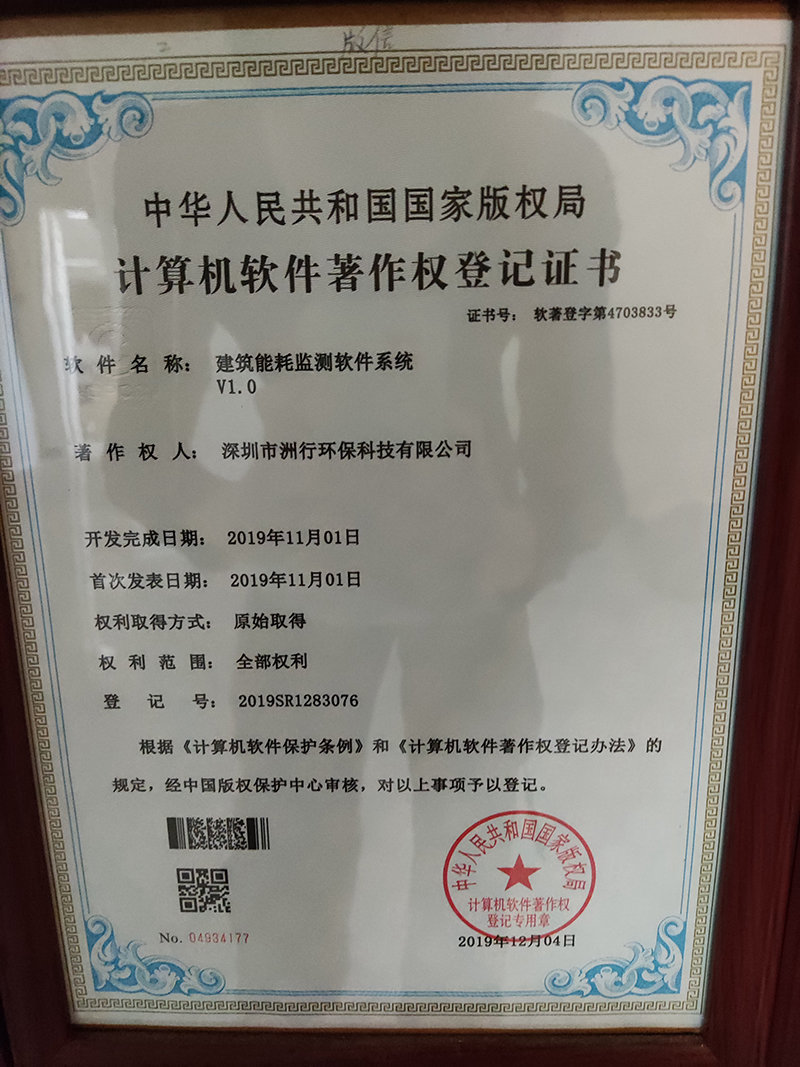 中华人民共和国国家版权局
计算机软件著作权登记证书
证书号： 软著登字第4703833号
软件名称： 建筑能耗监测软件系统
V1.0
著作权人： 深圳市洲行环保科技有限公司
开发完成日期： 2019年11月01日
首次发表日期： 2019年11月01日
权利取得方式： 原始取得
权利范围： 全部权利
登记号： 2019SR1283076
根据《计算机软件保护条例》和《计算机软件著作权登记办法》的
规定，经中国版权保护中心审核，对以上事项予以登记。
中华人民共和国国家版权局
计算机软件著作权
登记专用章
No. 04934177
2019年12月04日